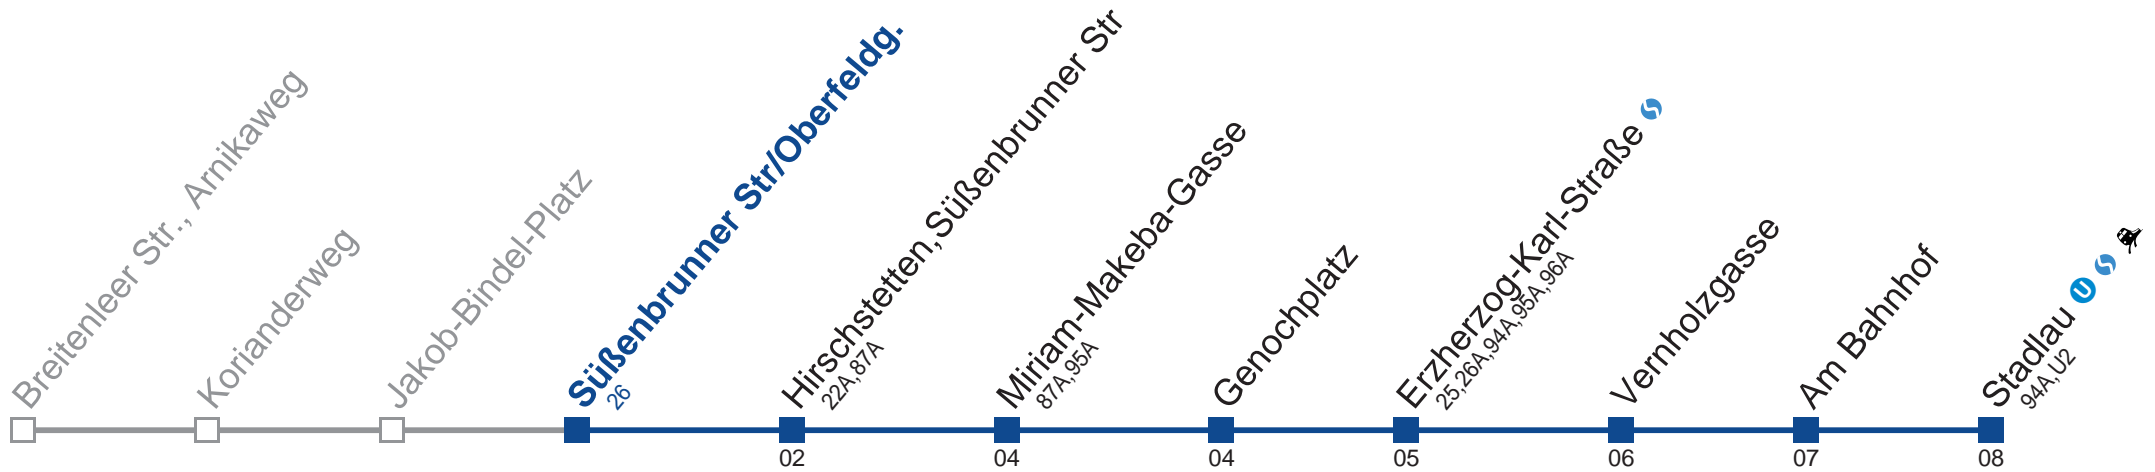 Breitenleer Str., Arnikaweg
Korianderweg
Jakob-Bindel-Platz
Süßenbrunner Str/Oberfeldg.
26
Hirschstetten,Süßenbrunner Str
22A,87A
02
Miriam-Makeba-Gasse
87A,95A
04
Genochplatz
04
Erzherzog-Karl-Straße
25,26A,94A,95A,96A
05
Vernholzgasse
06
Am Bahnhof
07
Stadlau U
94A,U2
08